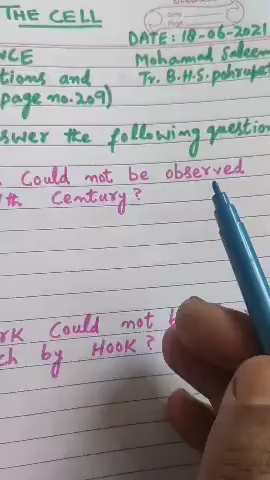 THE CELL
DATE: 18-06-2021
NCE
Mohamad Saleem
tions and
Tr. B.H.S. pohrupet
page no. 209)
swer the following question
Could not be observed
th Century?
rk Could not b
ch by HOOK?